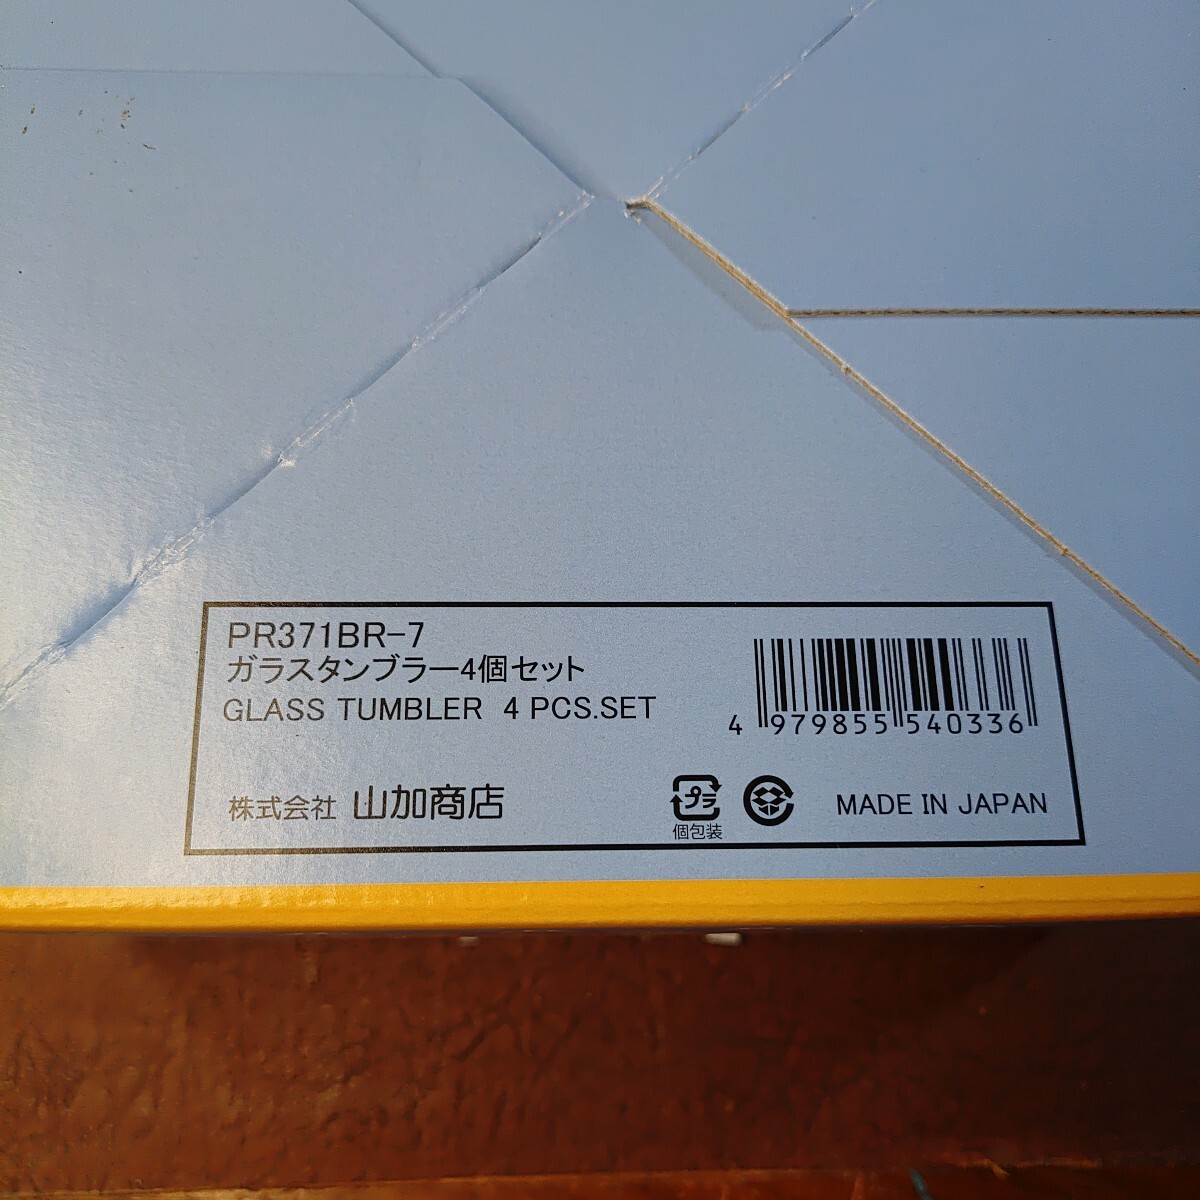 PR371BR-7
ガラスタンブラー4個セット
GLASS TUMBLER 4 PCS.SET
4 979855 540336
株式会社 山加商店
プラ
個包装
MADE IN JAPAN